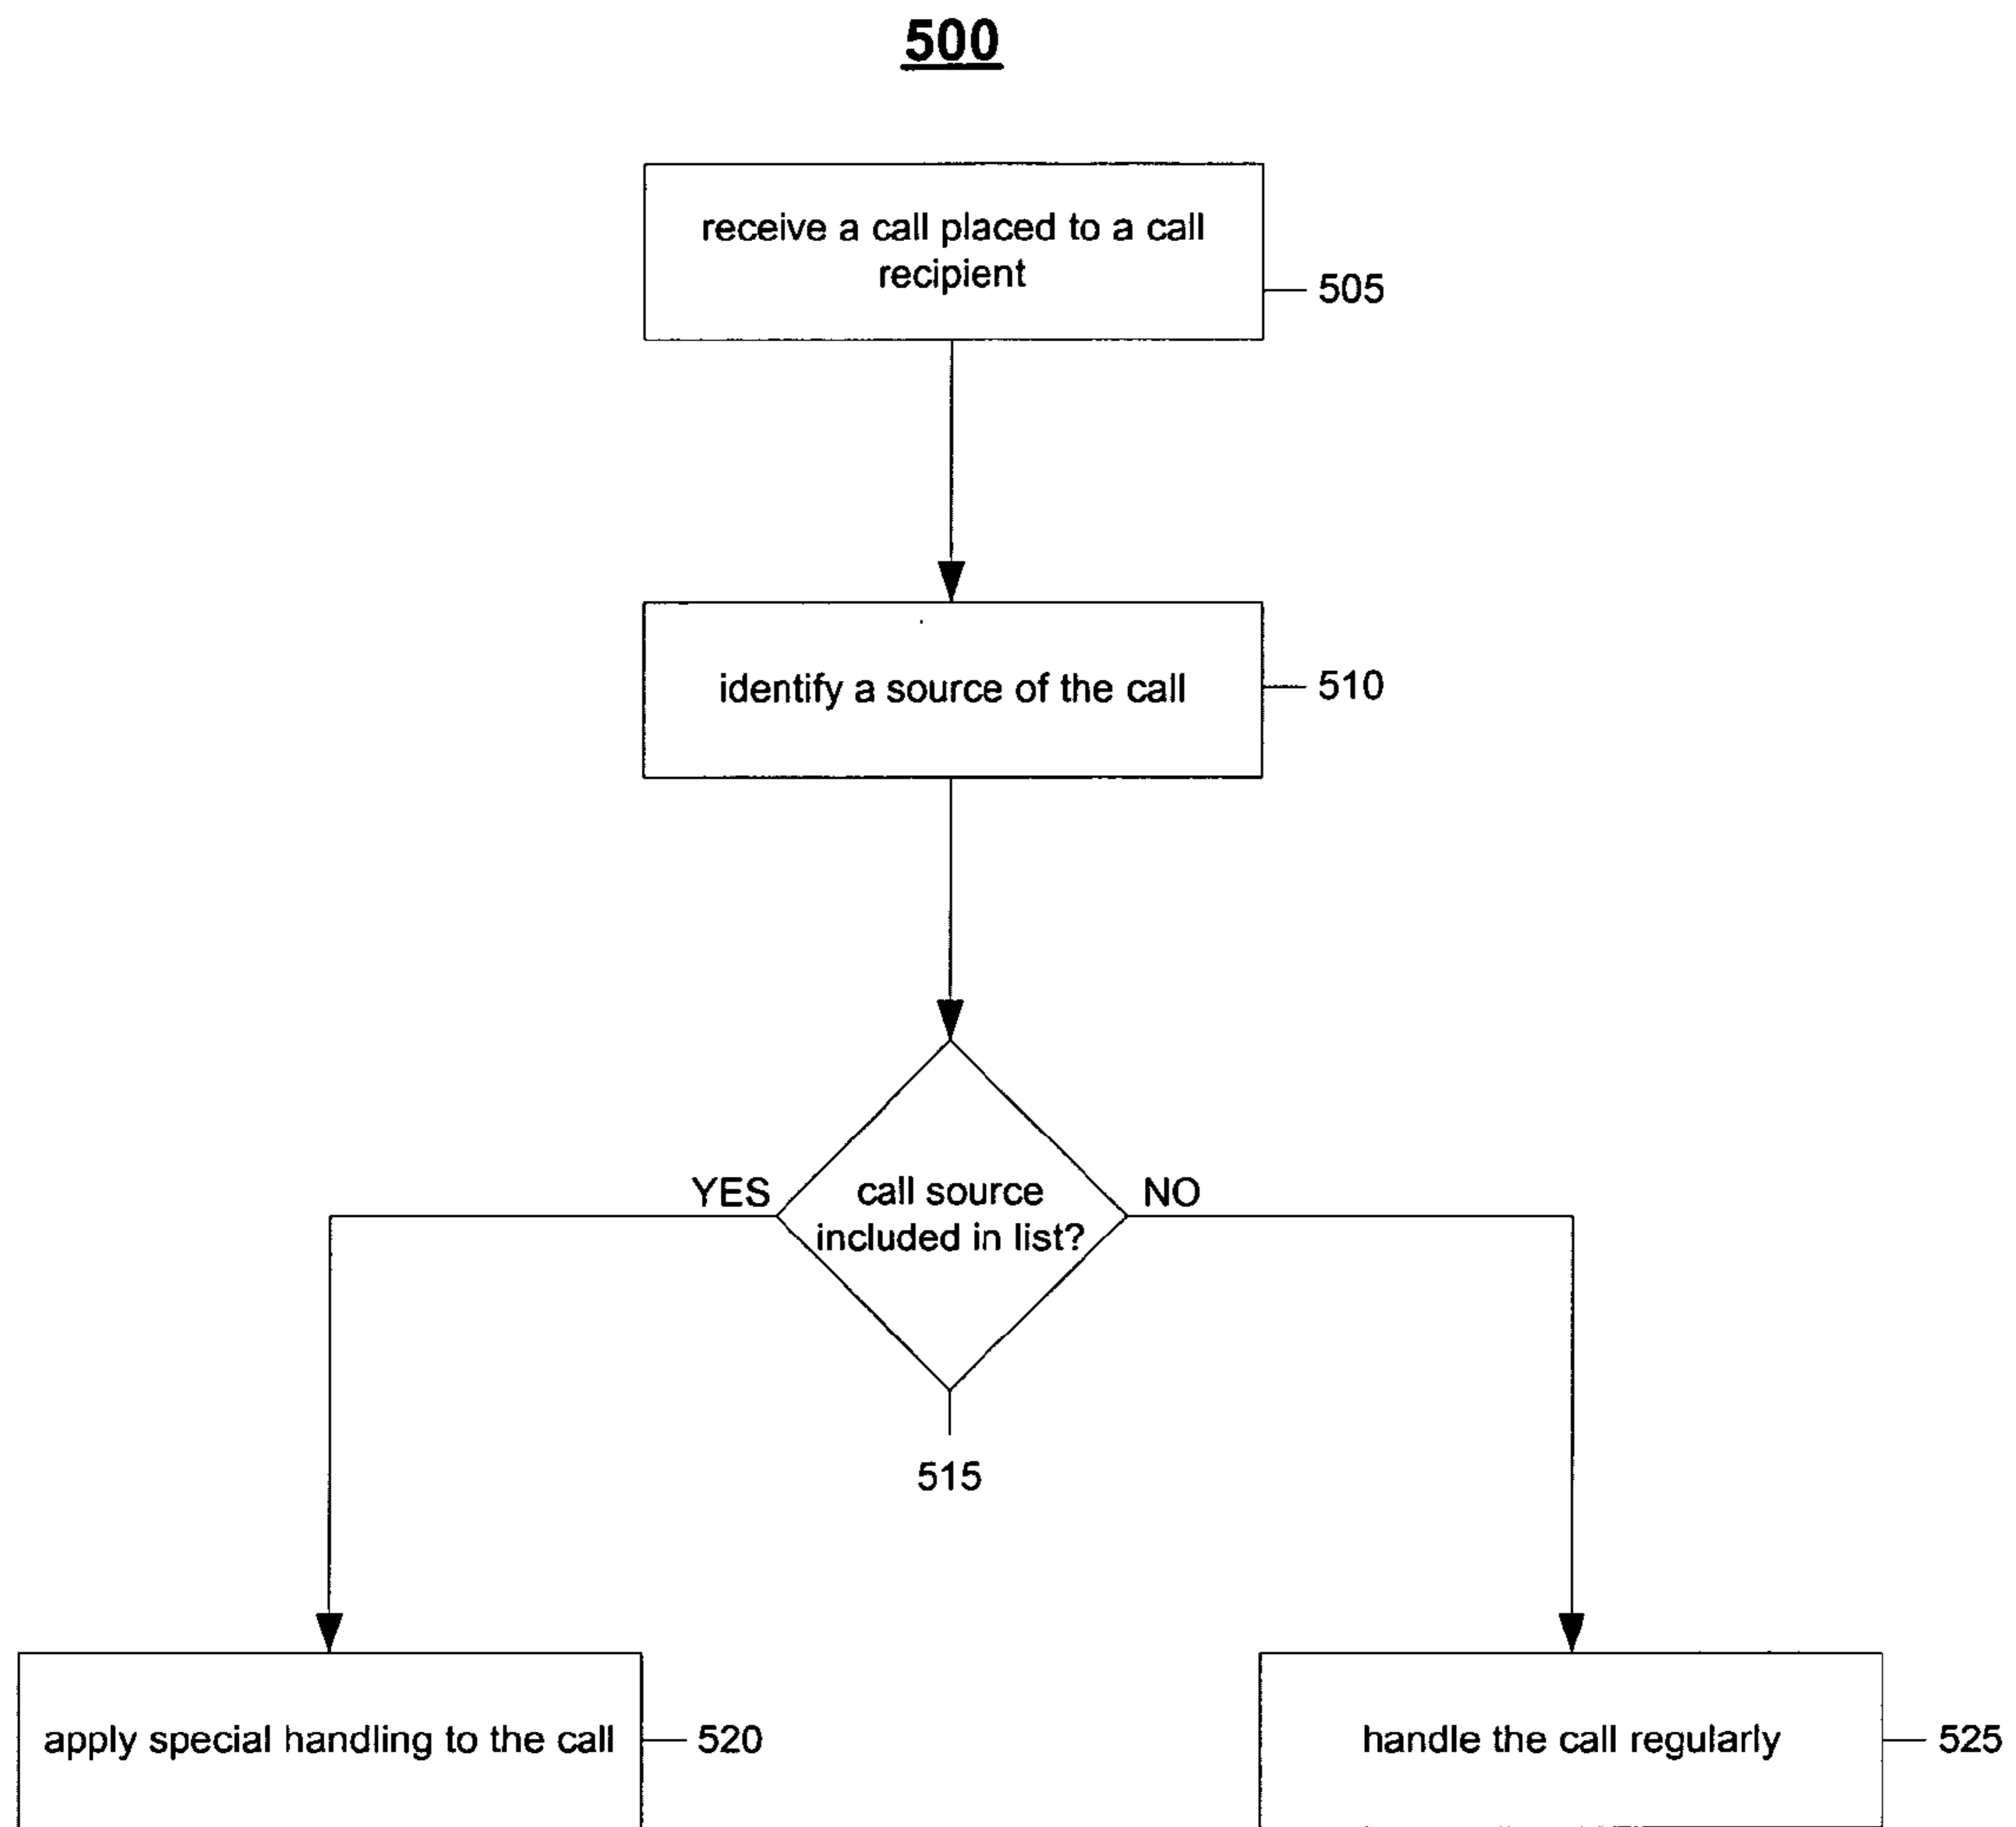 500
receive a call placed to a call
recipient
505
identify a source of the call
510
YES
call source
included in list?
NO
515
apply special handling to the call
520
handle the call regularly
525